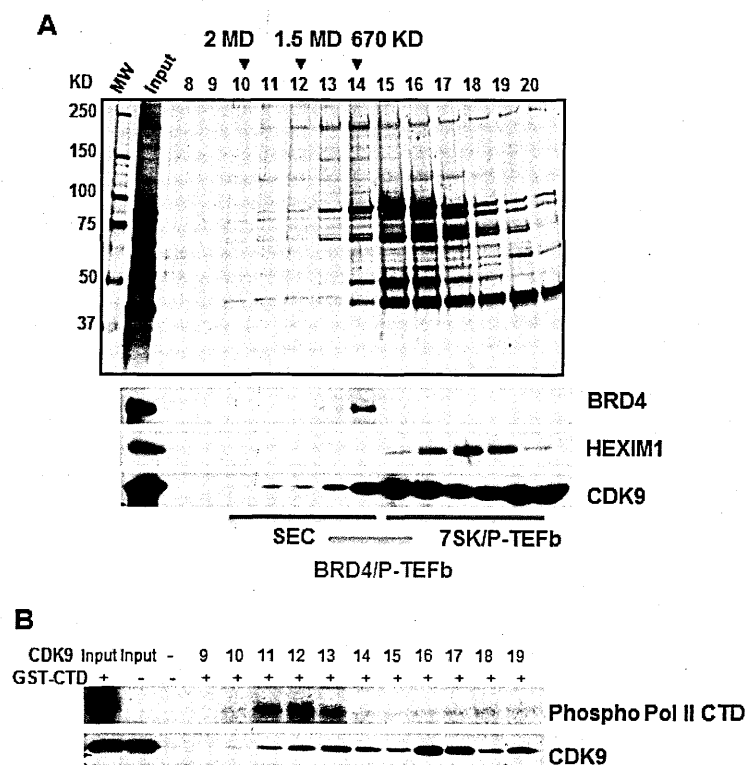 A
2 MD 1.5 MD 670 KD
KD MW Input 8 9 10 11 12 13 14 15 16 17 18 19 20
250
150
100
75
50
37
BRD4
HEXIM1
CDK9
SEC 7SK/P-TEFb
BRD4/P-TEFb
B
CDK9 Input Input - 9 10 11 12 13 14 15 16 17 18 19
GST-CTD + - - + + + + + + + + + + +
Phospho Pol II CTD
CDK9